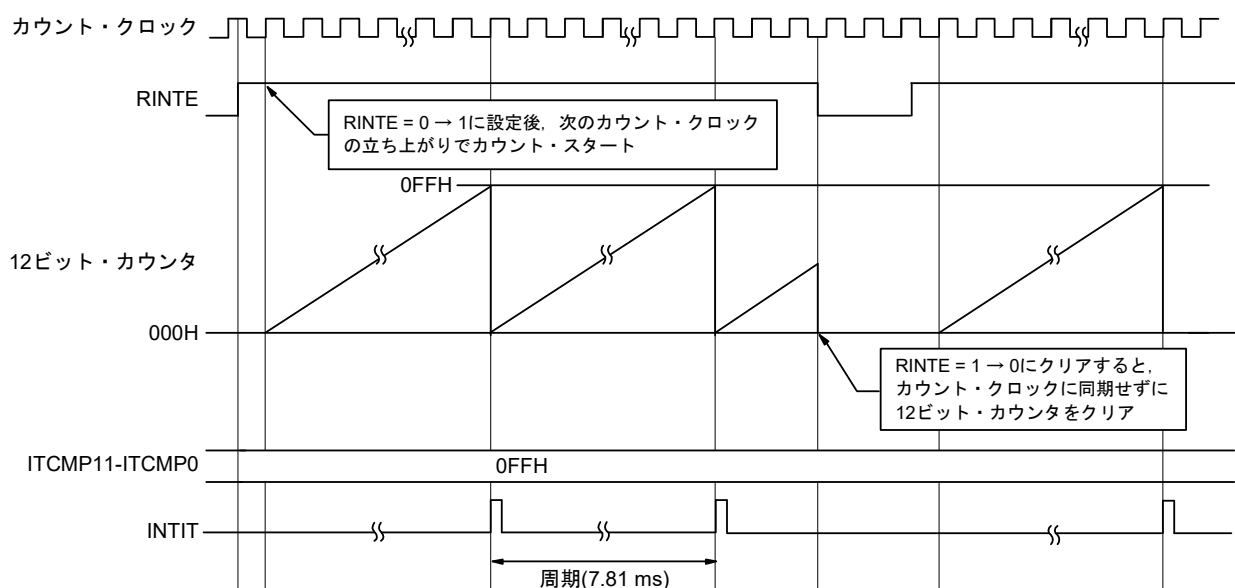 カウント・クロック
RINTE
RINTE = 0 → 1に設定後，次のカウント・クロック
の立ち上がりでカウント・スタート
0FFH
12ビット・カウンタ
000H
RINTE = 1 → 0にクリアすると，
カウント・クロックに同期せずに
12ビット・カウンタをクリア
ITCMP11-ITCMP0
0FFH
INTIT
周期(7.81 ms)